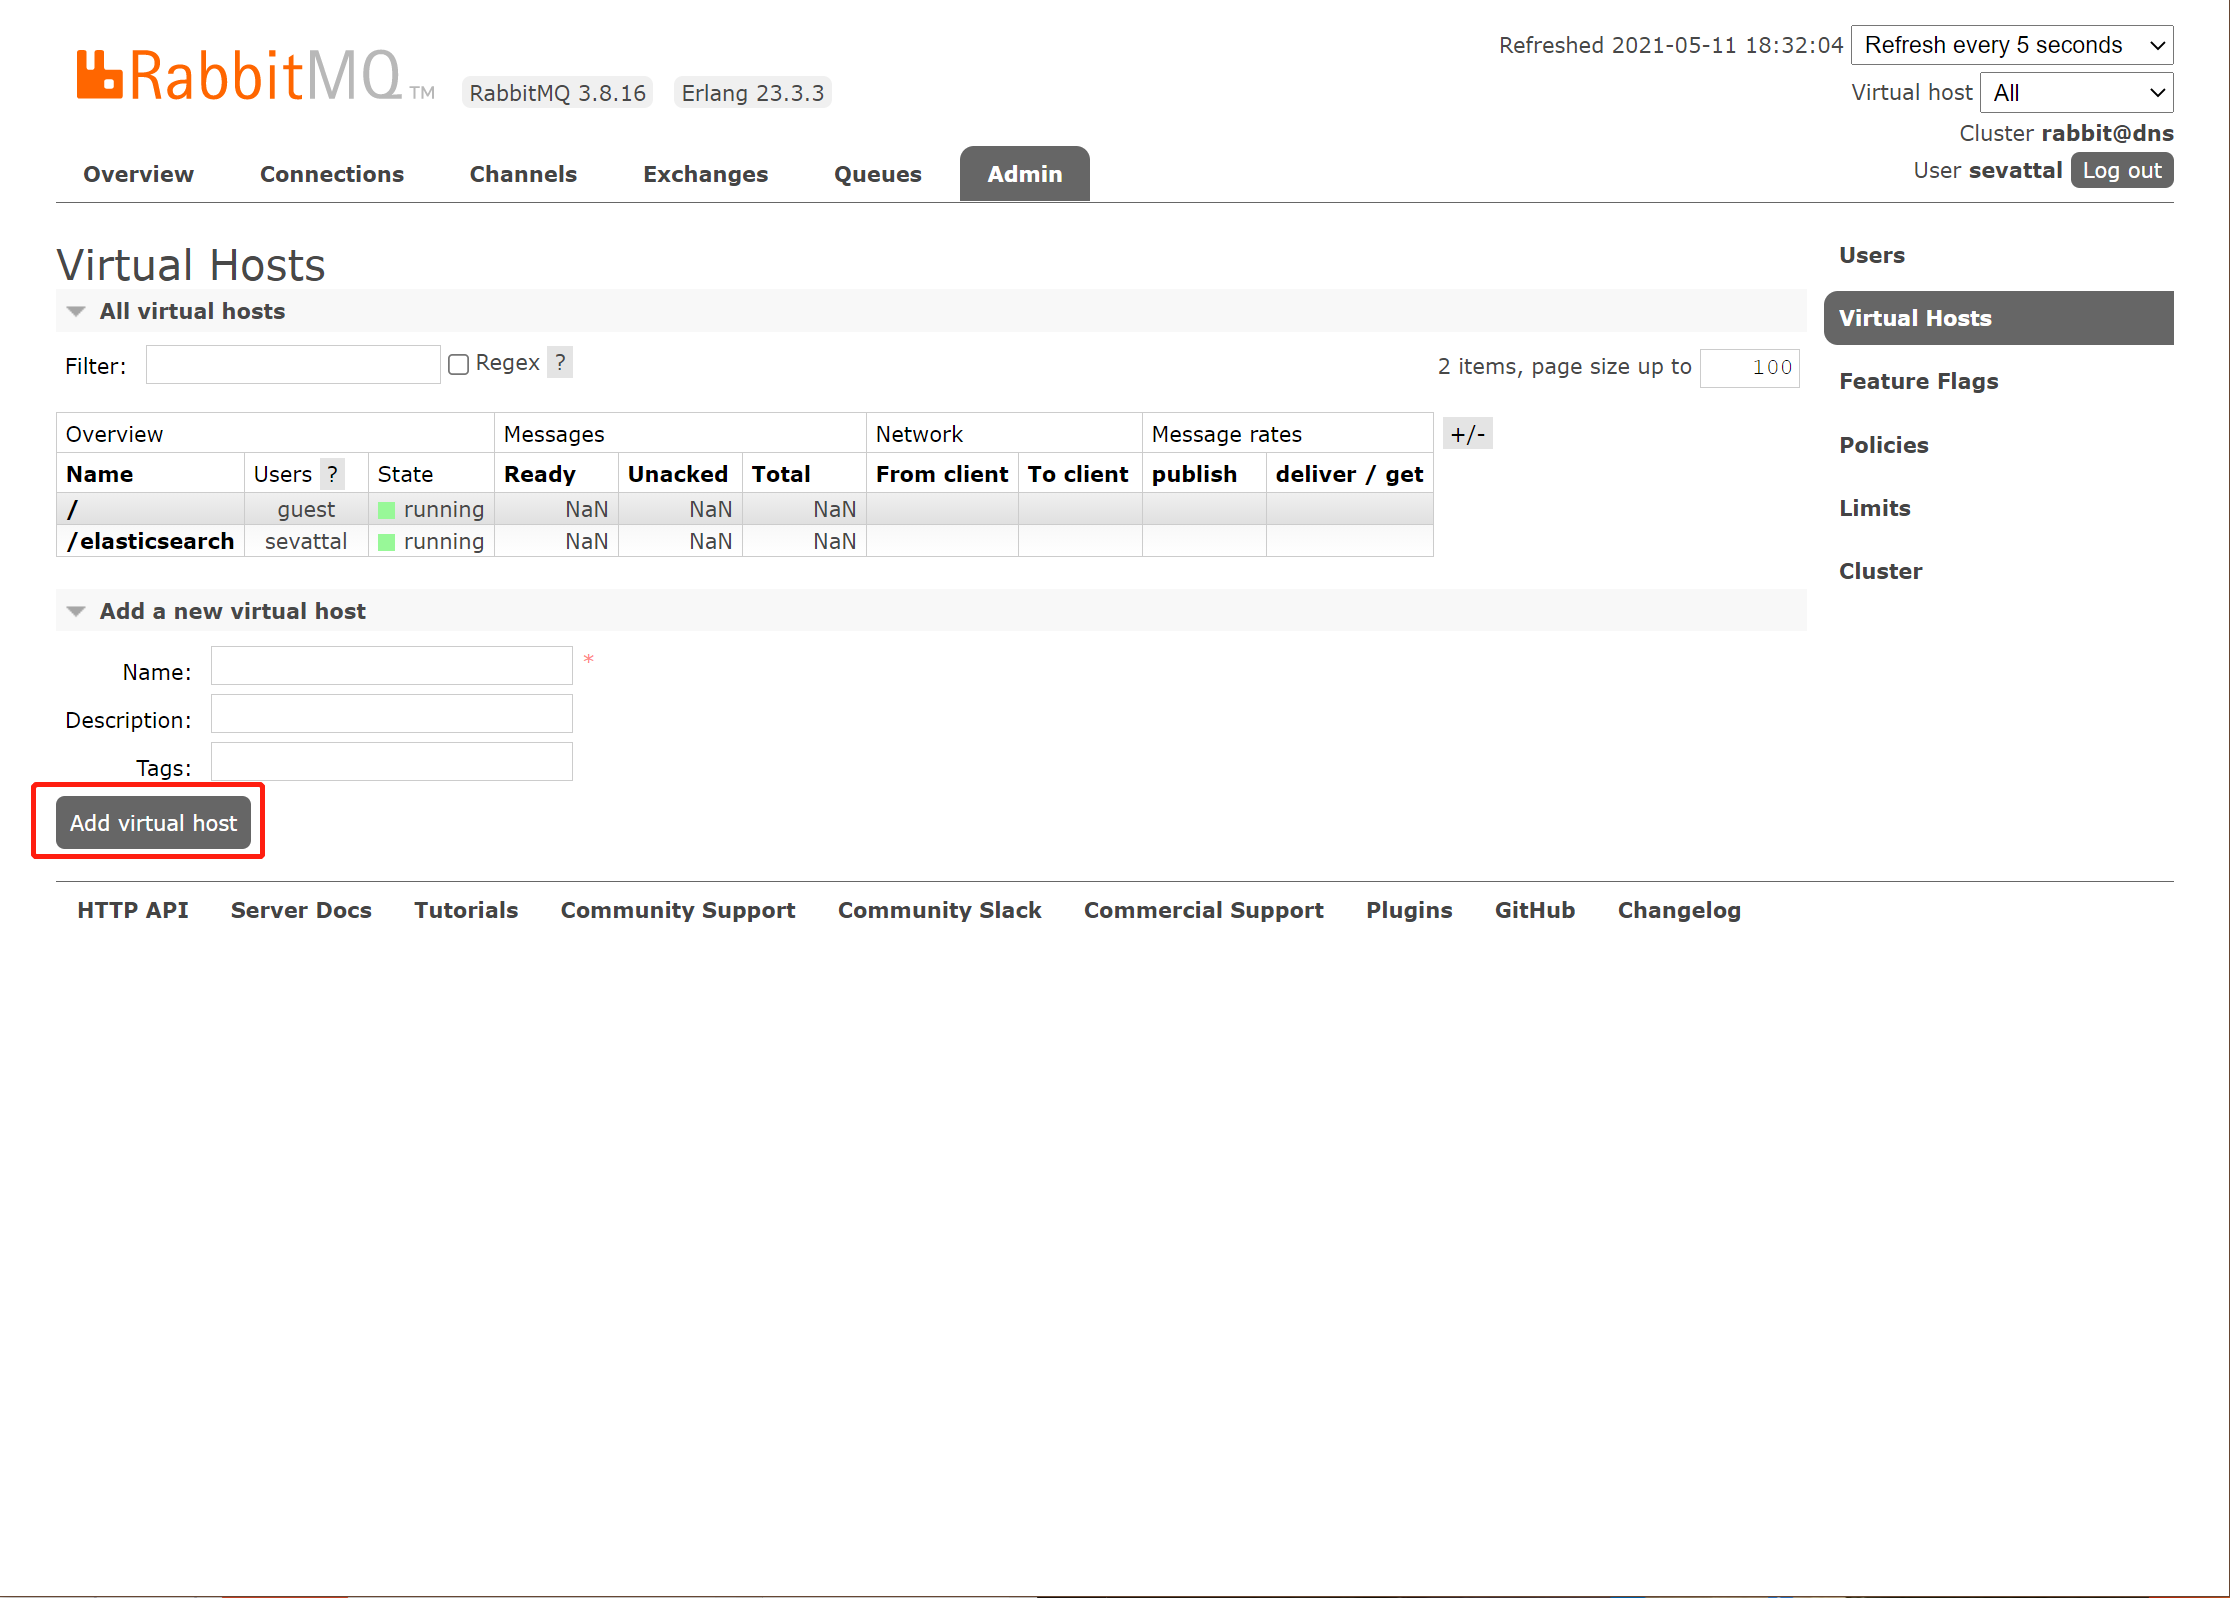 RabbitMQ TM RabbitMQ 3.8.16 Erlang 23.3.3
Refreshed 2021-05-11 18:32:04 Refresh every 5 seconds
Virtual host All
Cluster rabbit@dns
User sevattal Log out
Overview Connections Channels Exchanges Queues Admin
Virtual Hosts
All virtual hosts
Filter: Regex ? 2 items, page size up to 100
Overview Messages Network Message rates +/-
Name Users ? State Ready Unacked Total From client To client publish deliver / get
/ guest running NaN NaN NaN
/elasticsearch sevattal running NaN NaN NaN
Add a new virtual host
Name: *
Description:
Tags:
Add virtual host
Users
Virtual Hosts
Feature Flags
Policies
Limits
Cluster
HTTP API Server Docs Tutorials Community Support Community Slack Commercial Support Plugins GitHub Changelog